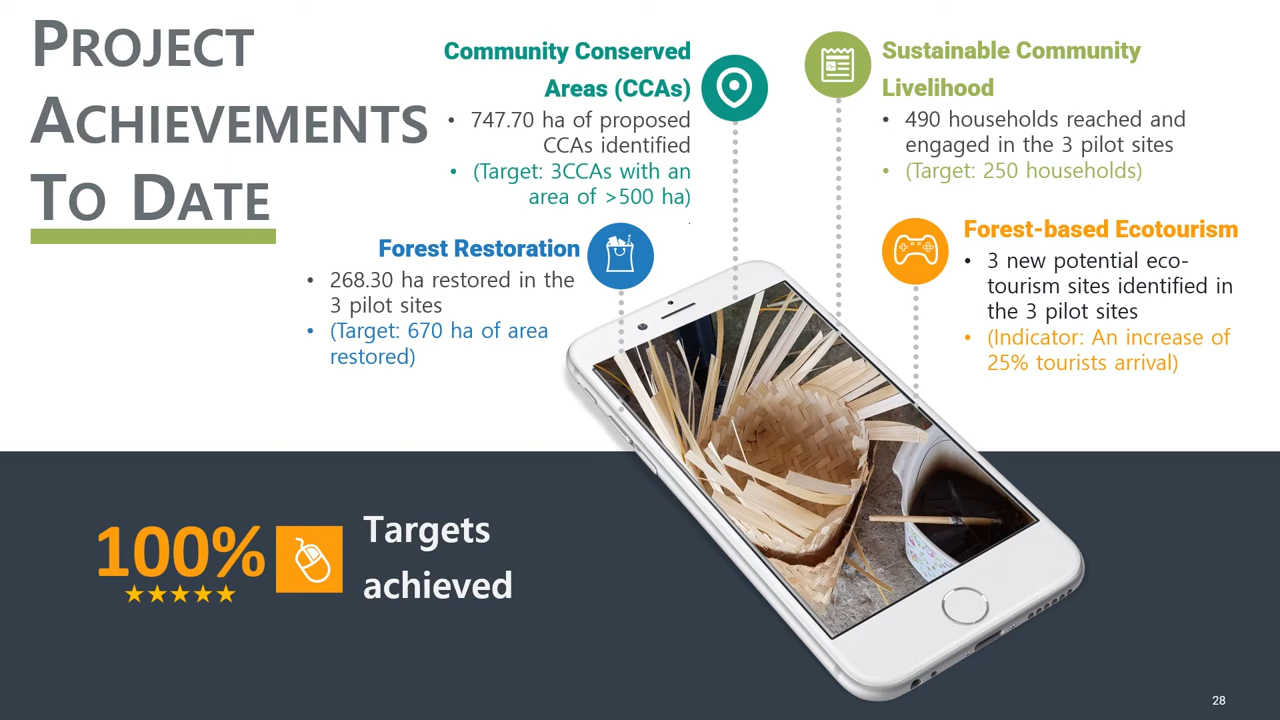 PROJECT
ACHIEVEMENTS
TO DATE
Community Conserved
Areas (CCAs)
• 747.70 ha of proposed
CCAs identified
• (Target: 3CCAs with an
area of >500 ha)
.
Forest Restoration
• 268.30 ha restored in the
3 pilot sites
• (Target: 670 ha of area
restored)
Sustainable Community
Livelihood
• 490 households reached and
engaged in the 3 pilot sites
• (Target: 250 households)
Forest-based Ecotourism
• 3 new potential eco-
tourism sites identified in
the 3 pilot sites
• (Indicator: An increase of
25% tourists arrival)
100%
Targets
achieved
28